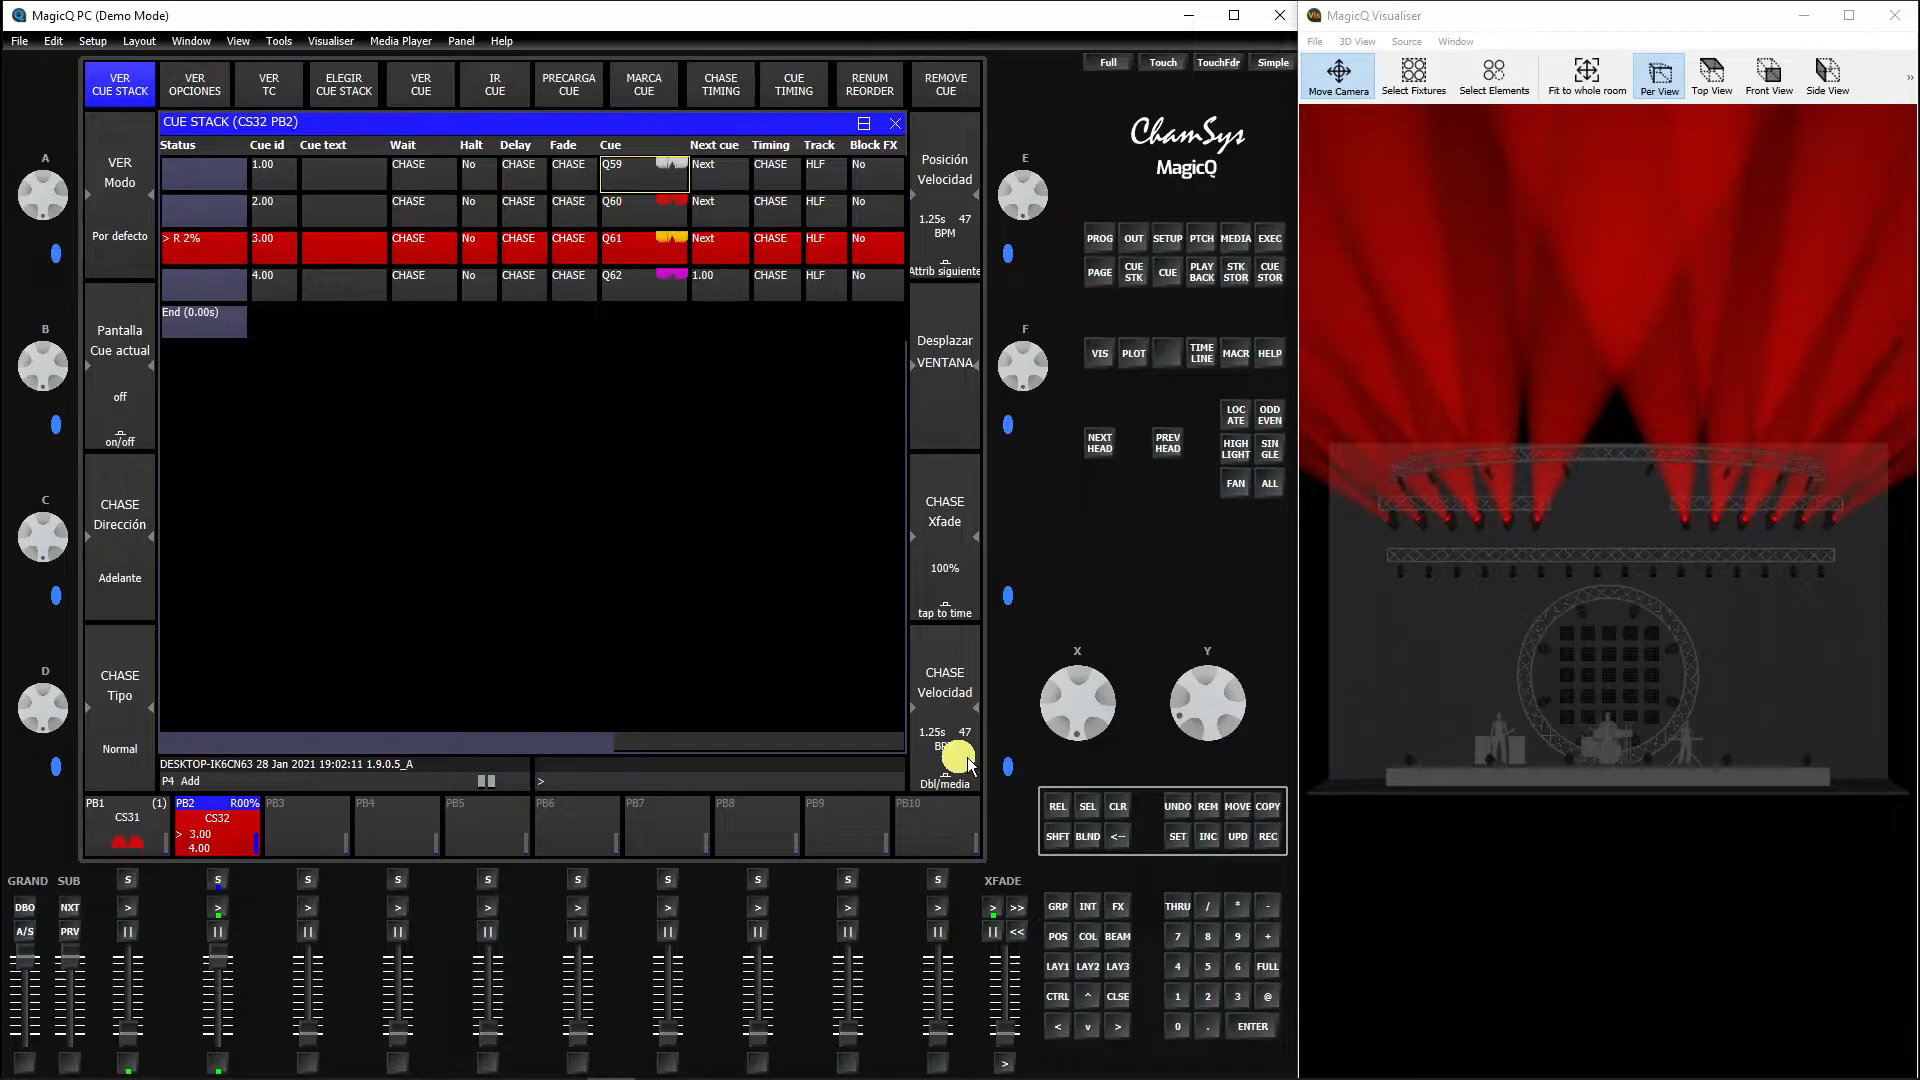 MagicQ PC (Demo Mode)
File Edit Setup Layout Window View Tools Visualiser Media Player Panel Help
VER CUE STACK
VER OPCIONES
VER TC
ELEGIR CUE STACK
VER CUE
IR CUE
PRECARGA CUE
MARCA CUE
CHASE TIMING
CUE TIMING
RENUM REORDER
REMOVE CUE
Full Touch TouchFdr Simple
CUE STACK (CS32 PB2)
Status Cue id Cue text Wait Halt Delay Fade Cue Next cue Timing Track Block FX
1.00 CHASE No CHASE CHASE Q59 Next CHASE HLF No
2.00 CHASE No CHASE CHASE Q60 Next CHASE HLF No
> R 2% 3.00 CHASE No CHASE CHASE Q61 Next CHASE HLF No
4.00 CHASE No CHASE CHASE Q62 1.00 CHASE HLF No
End (0.00s)
A
VER
Modo
Por defecto
B
Pantalla
Cue actual
off
on/off
C
CHASE
Dirección
Adelante
D
CHASE
Tipo
Normal
Posición
Velocidad
1.25s 47
BPM
Attrib siguiente
E
Desplazar
VENTANA
F
CHASE
Xfade
100%
tap to time
CHASE
Velocidad
1.25s 47
Dbl/media
X Y
ChamSys
MagicQ
PROG OUT SETUP PTCH MEDIA EXEC
PAGE CUE STK CUE PLAY BACK STK STOR CUE STOR
VIS PLOT TIME LINE MACR HELP
NEXT HEAD PREV HEAD
LOC ATE ODD EVEN
HIGH LIGHT SIN GLE
FAN ALL
DESKTOP-IK6CN63 28 Jan 2021 19:02:11 1.9.0.5_A
P4 Add
>
PB1 (1)
CS31
PB2 R00%
CS32
> 3.00
4.00
PB3 PB4 PB5 PB6 PB7 PB8 PB9 PB10
REL SEL CLR UNDO REM MOVE COPY
SHFT BLND <-- SET INC UPD REC
GRAND SUB S S S S S S S S S S XFADE
DBO NXT > > > > > > > > > > > >>
A/S PRV II II II II II II II II II II II <<
GRP INT FX THRU / * -
POS COL BEAM 7 8 9 +
LAY1 LAY2 LAY3 4 5 6 FULL
CTRL ^ CLSE 1 2 3 @
< v > 0 . ENTER
>
MagicQ Visualiser
File 3D View Source Window
Move Camera Select Fixtures Select Elements Fit to whole room Per View Top View Front View Side View »